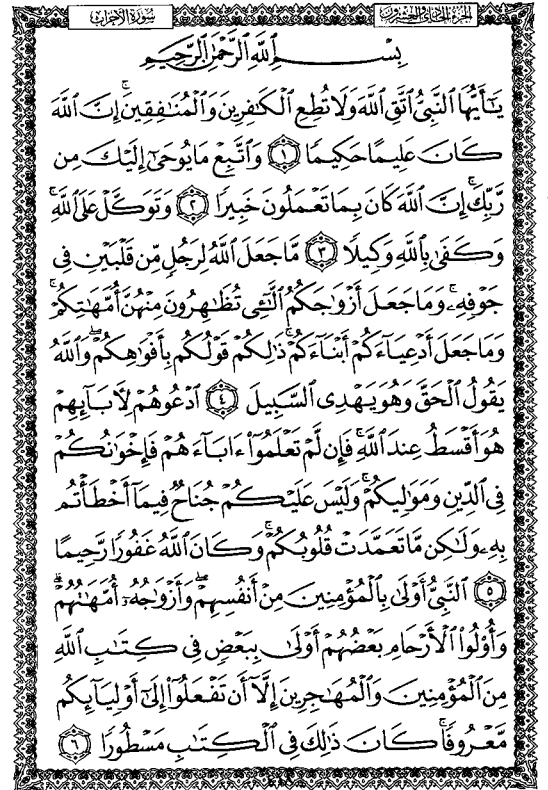 سورة الأحزاب
الجزء الحادي والعشرون
بِسْمِ اللَّهِ الرَّحْمَٰنِ الرَّحِيمِ
يَٰٓأَيُّهَا ٱلنَّبِيُّ ٱتَّقِ ٱللَّهَ وَلَا تُطِعِ ٱلْكَٰفِرِينَ وَٱلْمُنَٰفِقِينَۚ إِنَّ ٱللَّهَ
كَانَ عَلِيمًا حَكِيمًا ١ وَٱتَّبِعْ مَا يُوحَىٰٓ إِلَيْكَ مِن
رَّبِّكَۚ إِنَّ ٱللَّهَ كَانَ بِمَا تَعْمَلُونَ خَبِيرًا ٢ وَتَوَكَّلْ عَلَى ٱللَّهِۚ
وَكَفَىٰ بِٱللَّهِ وَكِيلًا ٣ مَّا جَعَلَ ٱللَّهُ لِرَجُلٍ مِّن قَلْبَيْنِ فِى
جَوْفِهِۦۚ وَمَا جَعَلَ أَزْوَٰجَكُمُ ٱلَّٰٓـِٔى تُظَٰهِرُونَ مِنْهُنَّ أُمَّهَٰتِكُمْۚ
وَمَا جَعَلَ أَدْعِيَآءَكُمْ أَبْنَآءَكُمْۚ ذَٰلِكُمْ قَوْلُكُم بِأَفْوَٰهِكُمْۖ وَٱللَّهُ
يَقُولُ ٱلْحَقَّ وَهُوَ يَهْدِى ٱلسَّبِيلَ ٤ ٱدْعُوهُمْ لِأَبَآئِهِمْ
هُوَ أَقْسَطُ عِندَ ٱللَّهِۚ فَإِن لَّمْ تَعْلَمُوٓا۟ ءَابَآءَهُمْ فَإِخْوَٰنُكُمْ
فِى ٱلدِّينِ وَمَوَٰلِيكُمْۚ وَلَيْسَ عَلَيْكُمْ جُنَاحٌ فِيمَآ أَخْطَأْتُم
بِهِۦ وَلَٰكِن مَّا تَعَمَّدَتْ قُلُوبُكُمْۚ وَكَانَ ٱللَّهُ غَفُورًا رَّحِيمًا
٥ ٱلنَّبِيُّ أَوْلَىٰ بِٱلْمُؤْمِنِينَ مِنْ أَنفُسِهِمْۖ وَأَزْوَٰجُهُۥٓ أُمَّهَٰتُهُمْۗ
وَأُو۟لُوا۟ ٱلْأَرْحَامِ بَعْضُهُمْ أَوْلَىٰ بِبَعْضٍ فِى كِتَٰبِ ٱللَّهِ
مِنَ ٱلْمُؤْمِنِينَ وَٱلْمُهَٰجِرِينَ إِلَّآ أَن تَفْعَلُوٓا۟ إِلَىٰٓ أَوْلِيَآئِكُم
مَّعْرُوفًاۚ كَانَ ذَٰلِكَ فِى ٱلْكِتَٰبِ مَسْطُورًا ٦